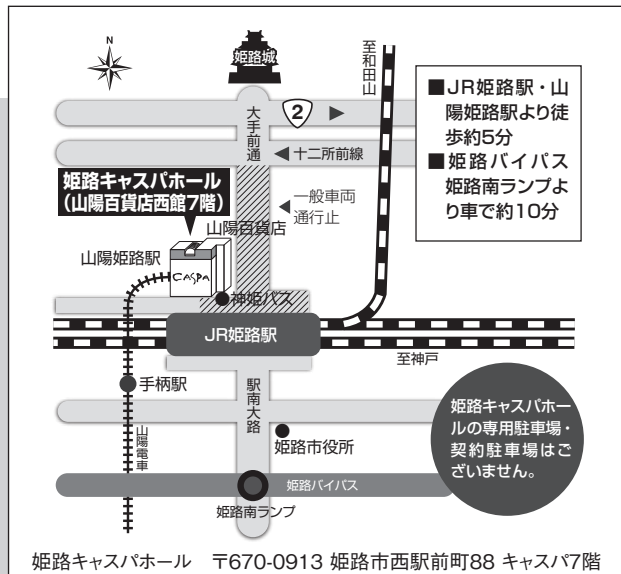 N
姫路城
至和田山
大手前通
2
十二所前線
■JR姫路駅・山
陽姫路駅より徒
歩約5分
■姫路バイパス
姫路南ランプよ
り車で約10分
姫路キャスパホール
(山陽百貨店西館7階)
一般車両
通行止
山陽百貨店
山陽姫路駅
CASPA
神姫バス
JR姫路駅
至神戸
手柄駅
駅南大路
山陽電車
姫路市役所
姫路バイパス
姫路南ランプ
姫路キャスパホー
ルの専用駐車場・
契約駐車場はご
ざいません。
姫路キャスパホール 〒670-0913 姫路市西駅前町88 キャスパ7階